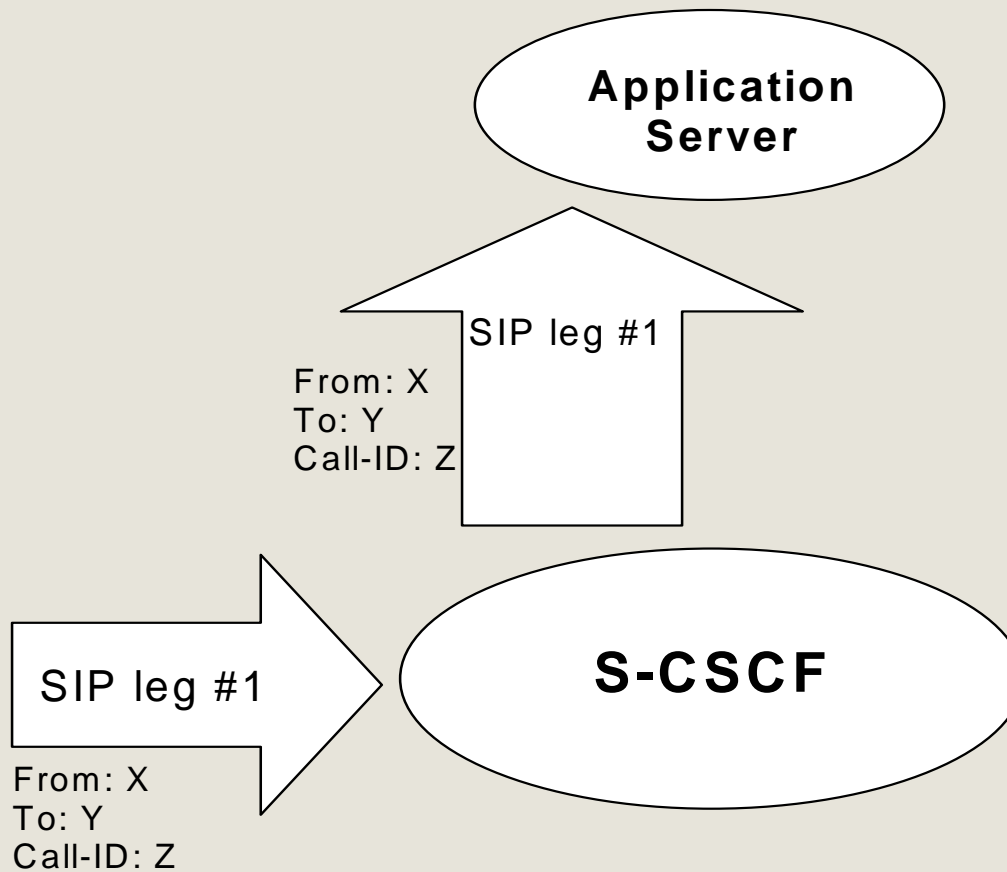 Application
Server
SIP leg #1
From: X
To: Y
Call-ID: Z
S-CSCF
SIP leg #1
From: X
To: Y
Call-ID: Z